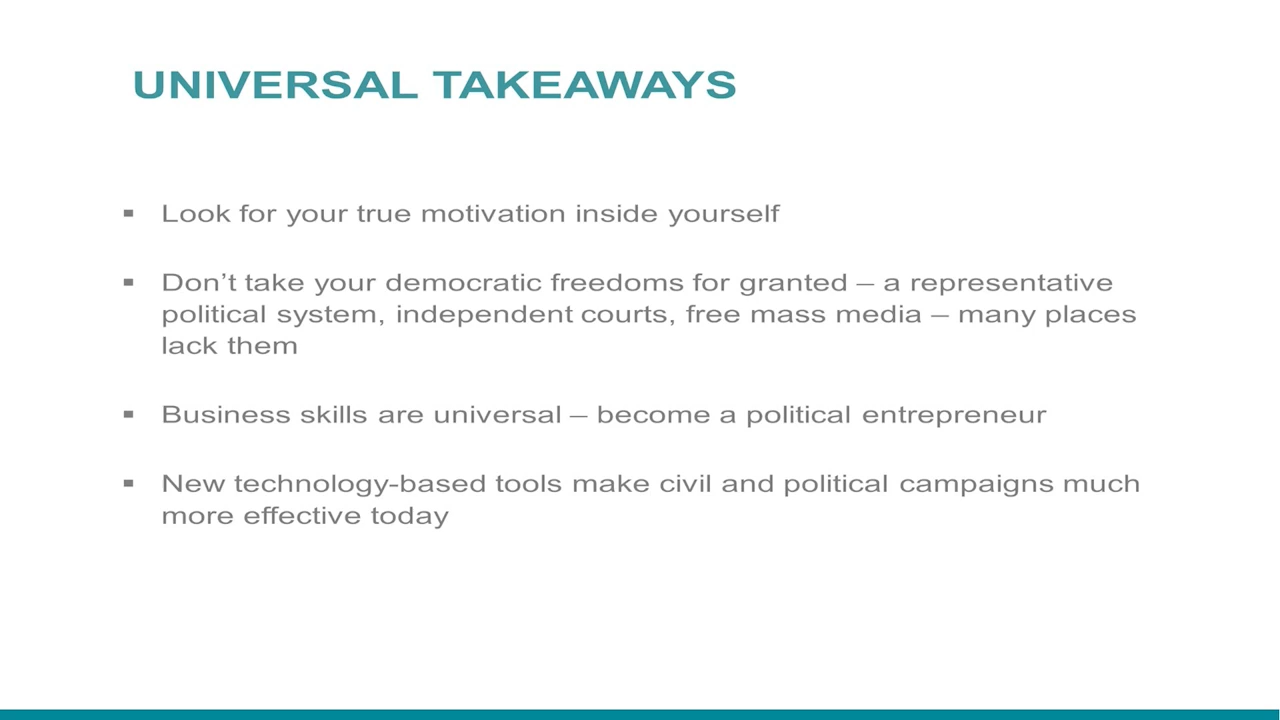 UNIVERSAL TAKEAWAYS
▪ Look for your true motivation inside yourself
▪ Don’t take your democratic freedoms for granted – a representative
political system, independent courts, free mass media – many places
lack them
▪ Business skills are universal – become a political entrepreneur
▪ New technology-based tools make civil and political campaigns much
more effective today